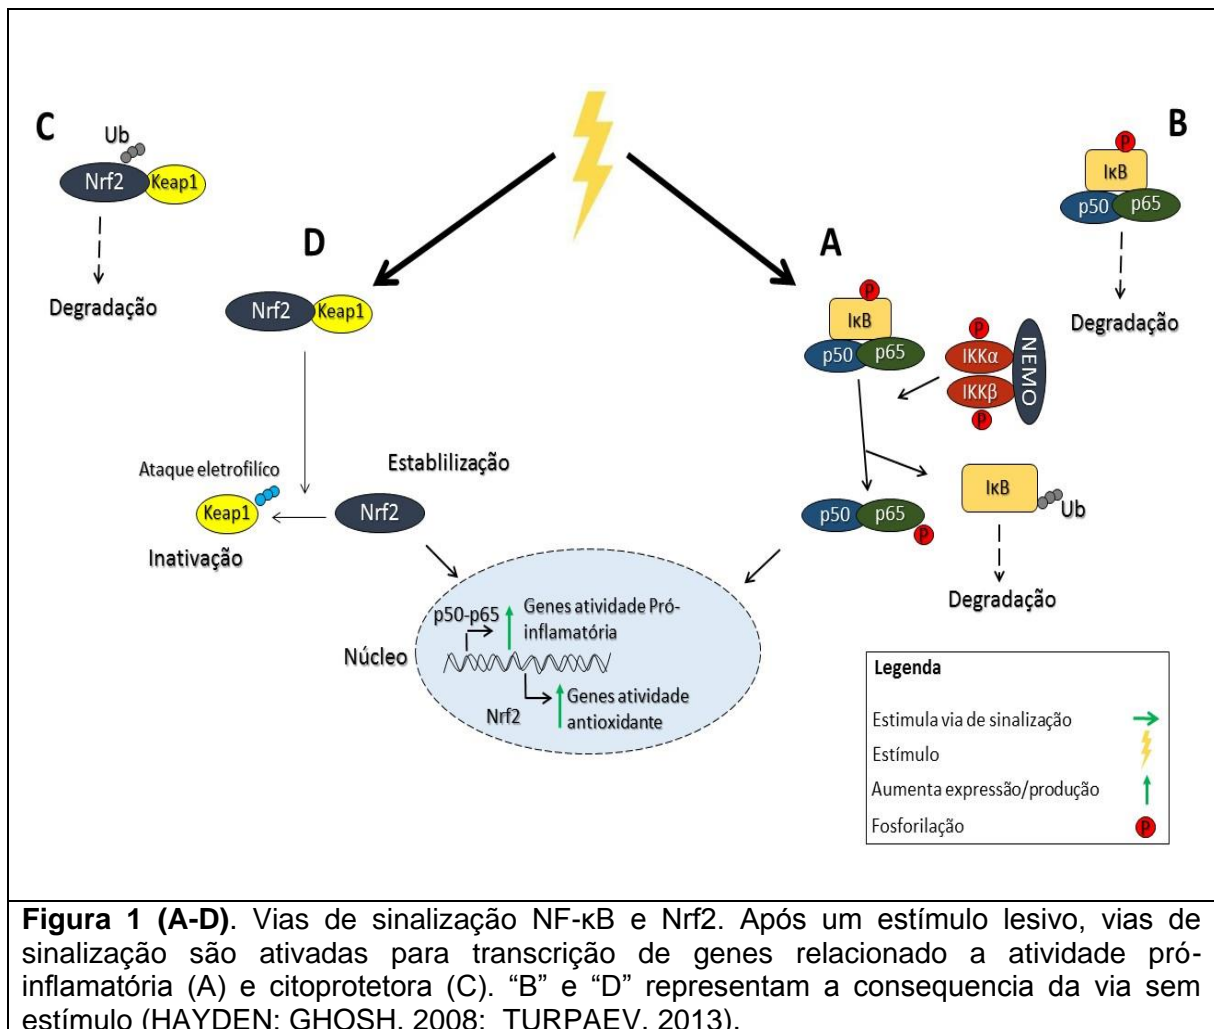 C
Ub
Nrf2
Keap1
Degradação
B
P
IκB
p50
p65
Degradação
D
Nrf2
Keap1
A
P
IκB
p50
p65
P
IKKα
IKKβ
P
NEMO
Ataque eletrofilíco
Keap1
Inativação
Establilização
Nrf2
p50
p65
P
IκB
Ub
Degradação
Núcleo
p50-p65
Genes atividade Pró-
inflamatória
Nrf2
Genes atividade
antioxidante
Legenda
Estimula via de sinalização
Estímulo
Aumenta expressão/produção
Fosforilação
P
Figura 1 (A-D). Vias de sinalização NF-κB e Nrf2. Após um estímulo lesivo, vias de
sinalização são ativadas para transcrição de genes relacionado a atividade pró-
inflamatória (A) e citoprotetora (C). “B” e “D” representam a consequencia da via sem
estímulo (HAYDEN; GHOSH, 2008; TURPAEV, 2013).